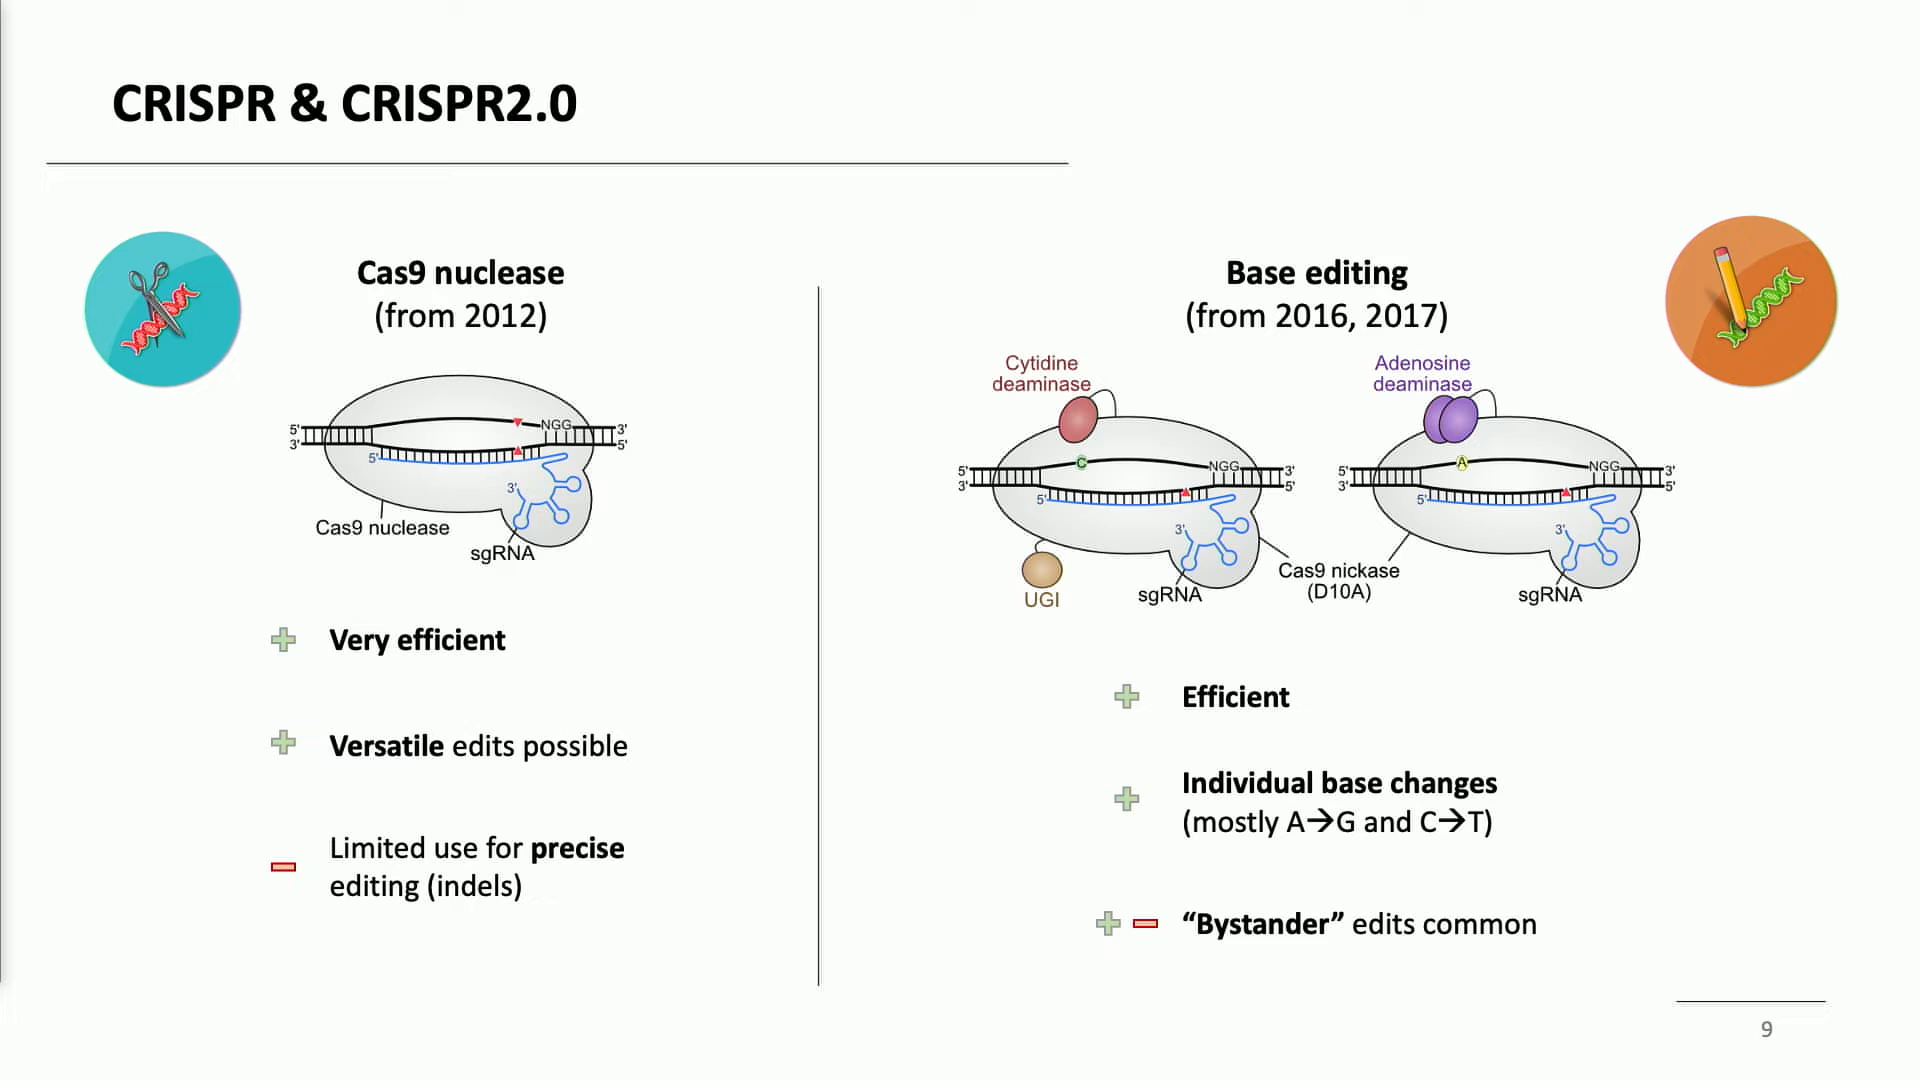 CRISPR & CRISPR2.0
Cas9 nuclease
(from 2012)
5'
3'
NGG
3'
5'
5'
3'
Cas9 nuclease
sgRNA
Very efficient
Versatile edits possible
Limited use for precise
editing (indels)
Base editing
(from 2016, 2017)
Cytidine
deaminase
C
5'
3'
NGG
3'
5'
5'
3'
UGI
sgRNA
Cas9 nickase
(D10A)
Adenosine
deaminase
A
5'
3'
NGG
3'
5'
5'
3'
sgRNA
Efficient
Individual base changes
(mostly A→G and C→T)
“Bystander” edits common
9